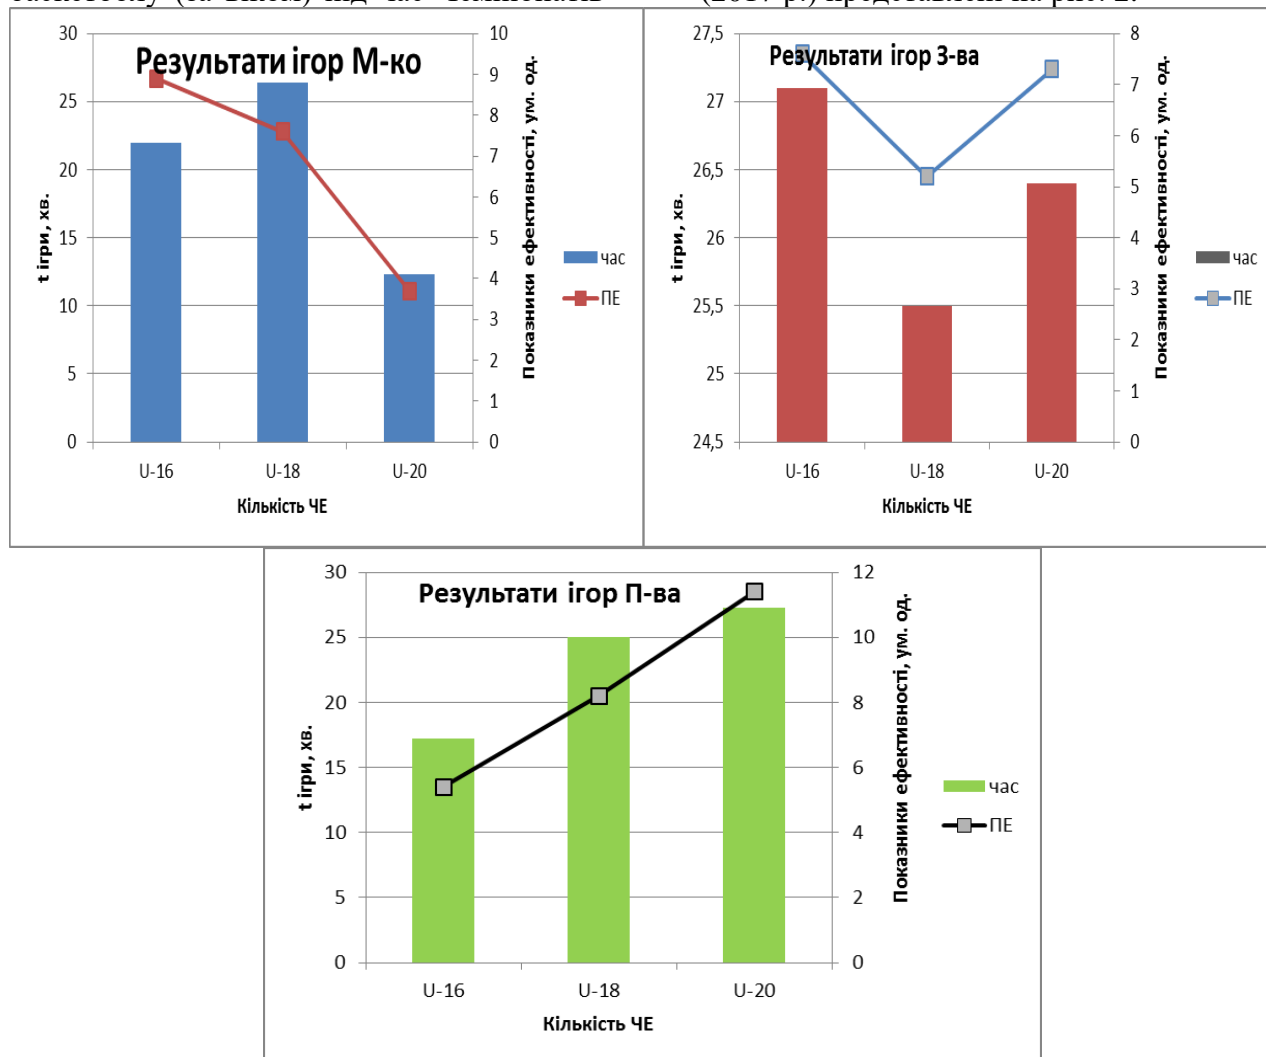 (2017 р.) представлені на рис. 2.
Результати ігор М-ко
t ігри, хв.
30
25
20
15
10
5
0
10
9
8
7
6
5
4
3
2
1
0
Показники ефективності, ум. од.
час
ПЕ
U-16 U-18 U-20
Кількість ЧЕ
Результати ігор З-ва
t ігри, хв.
27,5
27
26,5
26
25,5
25
24,5
8
7
6
5
4
3
2
1
0
Показники ефективності, ум. од.
час
ПЕ
U-16 U-18 U-20
Кількість ЧЕ
Результати ігор П-ва
t ігри, хв.
30
25
20
15
10
5
0
12
10
8
6
4
2
0
Показники ефективності, ум. од.
час
ПЕ
U-16 U-18 U-20
Кількість ЧЕ